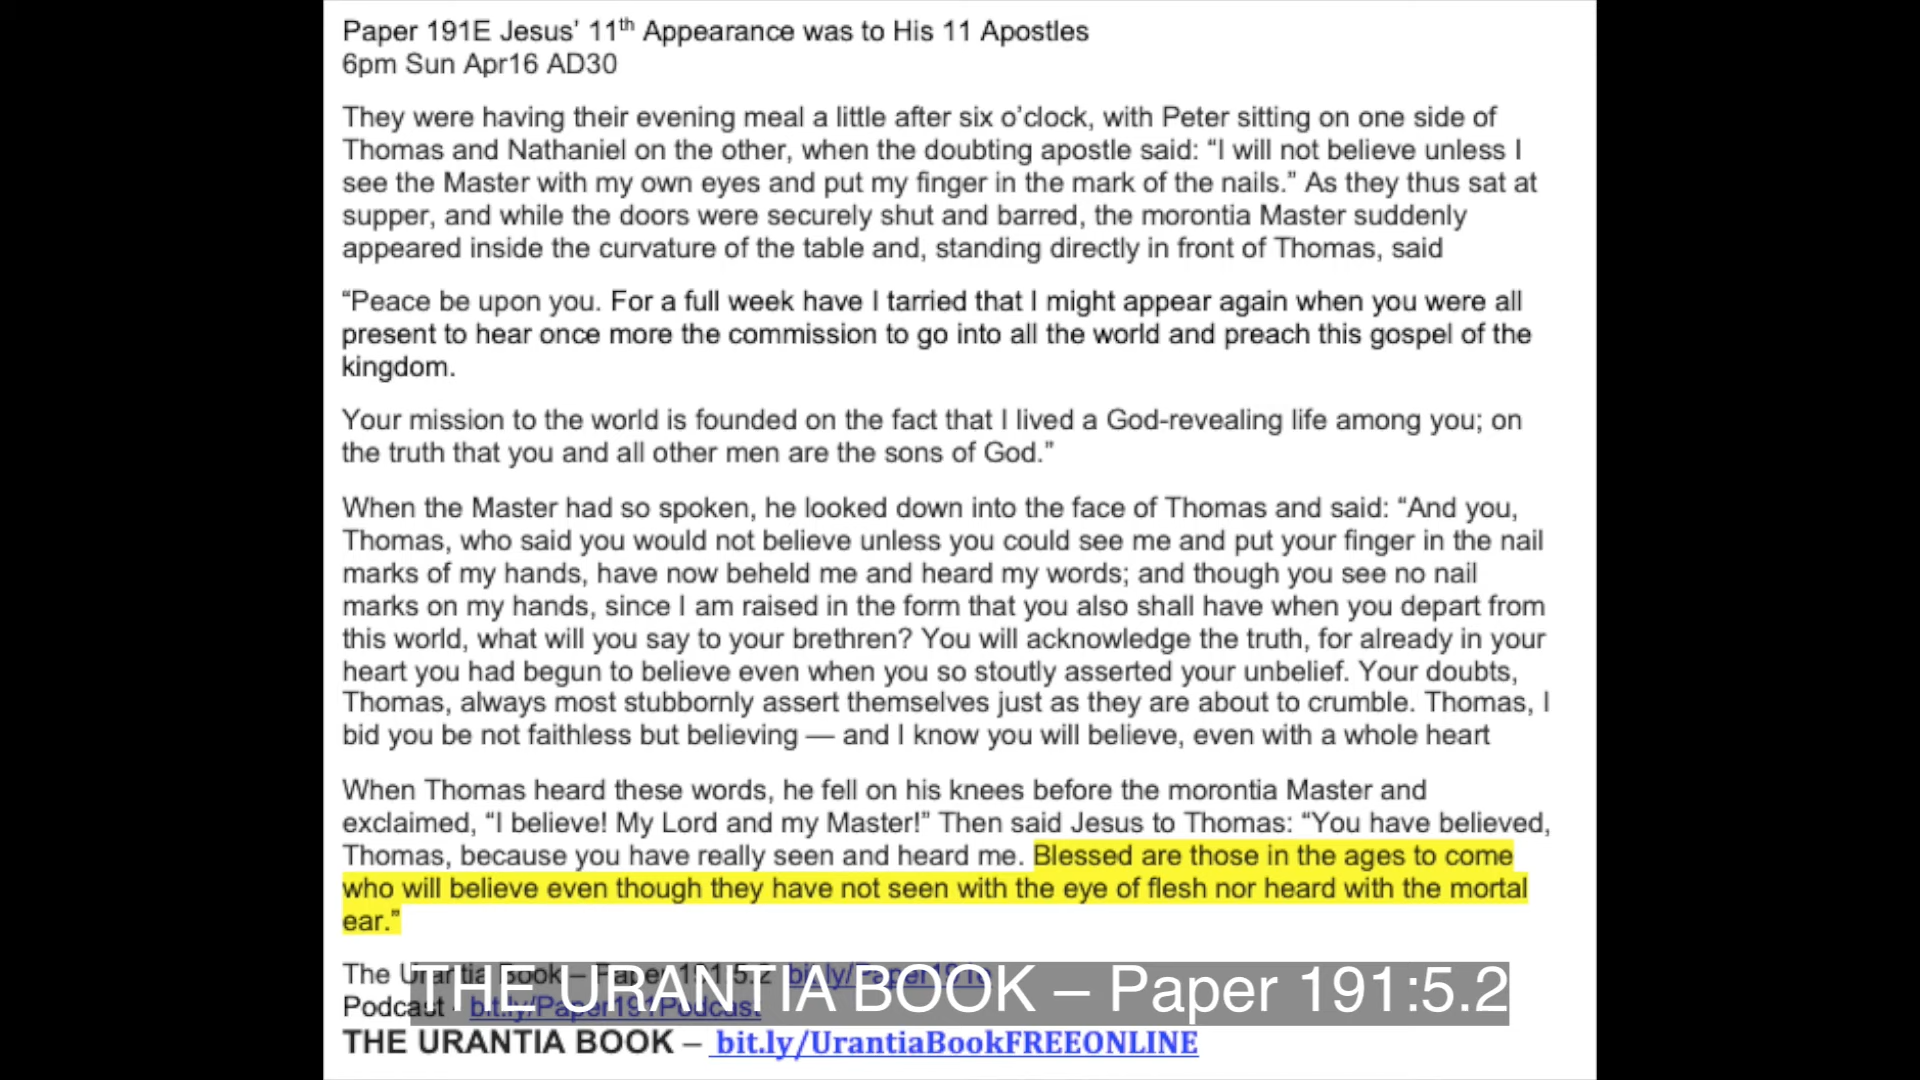 Paper 191E Jesus’ 11th Appearance was to His 11 Apostles
6pm Sun Apr16 AD30
They were having their evening meal a little after six o’clock, with Peter sitting on one side of
Thomas and Nathaniel on the other, when the doubting apostle said: “I will not believe unless I
see the Master with my own eyes and put my finger in the mark of the nails.” As they thus sat at
supper, and while the doors were securely shut and barred, the morontia Master suddenly
appeared inside the curvature of the table and, standing directly in front of Thomas, said
“Peace be upon you. For a full week have I tarried that I might appear again when you were all
present to hear once more the commission to go into all the world and preach this gospel of the
kingdom.
Your mission to the world is founded on the fact that I lived a God-revealing life among you; on
the truth that you and all other men are the sons of God.”
When the Master had so spoken, he looked down into the face of Thomas and said: “And you,
Thomas, who said you would not believe unless you could see me and put your finger in the nail
marks of my hands, have now beheld me and heard my words; and though you see no nail
marks on my hands, since I am raised in the form that you also shall have when you depart from
this world, what will you say to your brethren? You will acknowledge the truth, for already in your
heart you had begun to believe even when you so stoutly asserted your unbelief. Your doubts,
Thomas, always most stubbornly assert themselves just as they are about to crumble. Thomas, I
bid you be not faithless but believing — and I know you will believe, even with a whole heart
When Thomas heard these words, he fell on his knees before the morontia Master and
exclaimed, “I believe! My Lord and my Master!” Then said Jesus to Thomas: “You have believed,
Thomas, because you have really seen and heard me. Blessed are those in the ages to come
who will believe even though they have not seen with the eye of flesh nor heard with the mortal
ear.”
The Urantia Book – Paper 191:5.2 bit.ly/Paper191e
THE URANTIA BOOK – Paper 191:5.2
Podcast - bit.ly/Paper191Podcast
THE URANTIA BOOK – bit.ly/UrantiaBookFREEONLINE